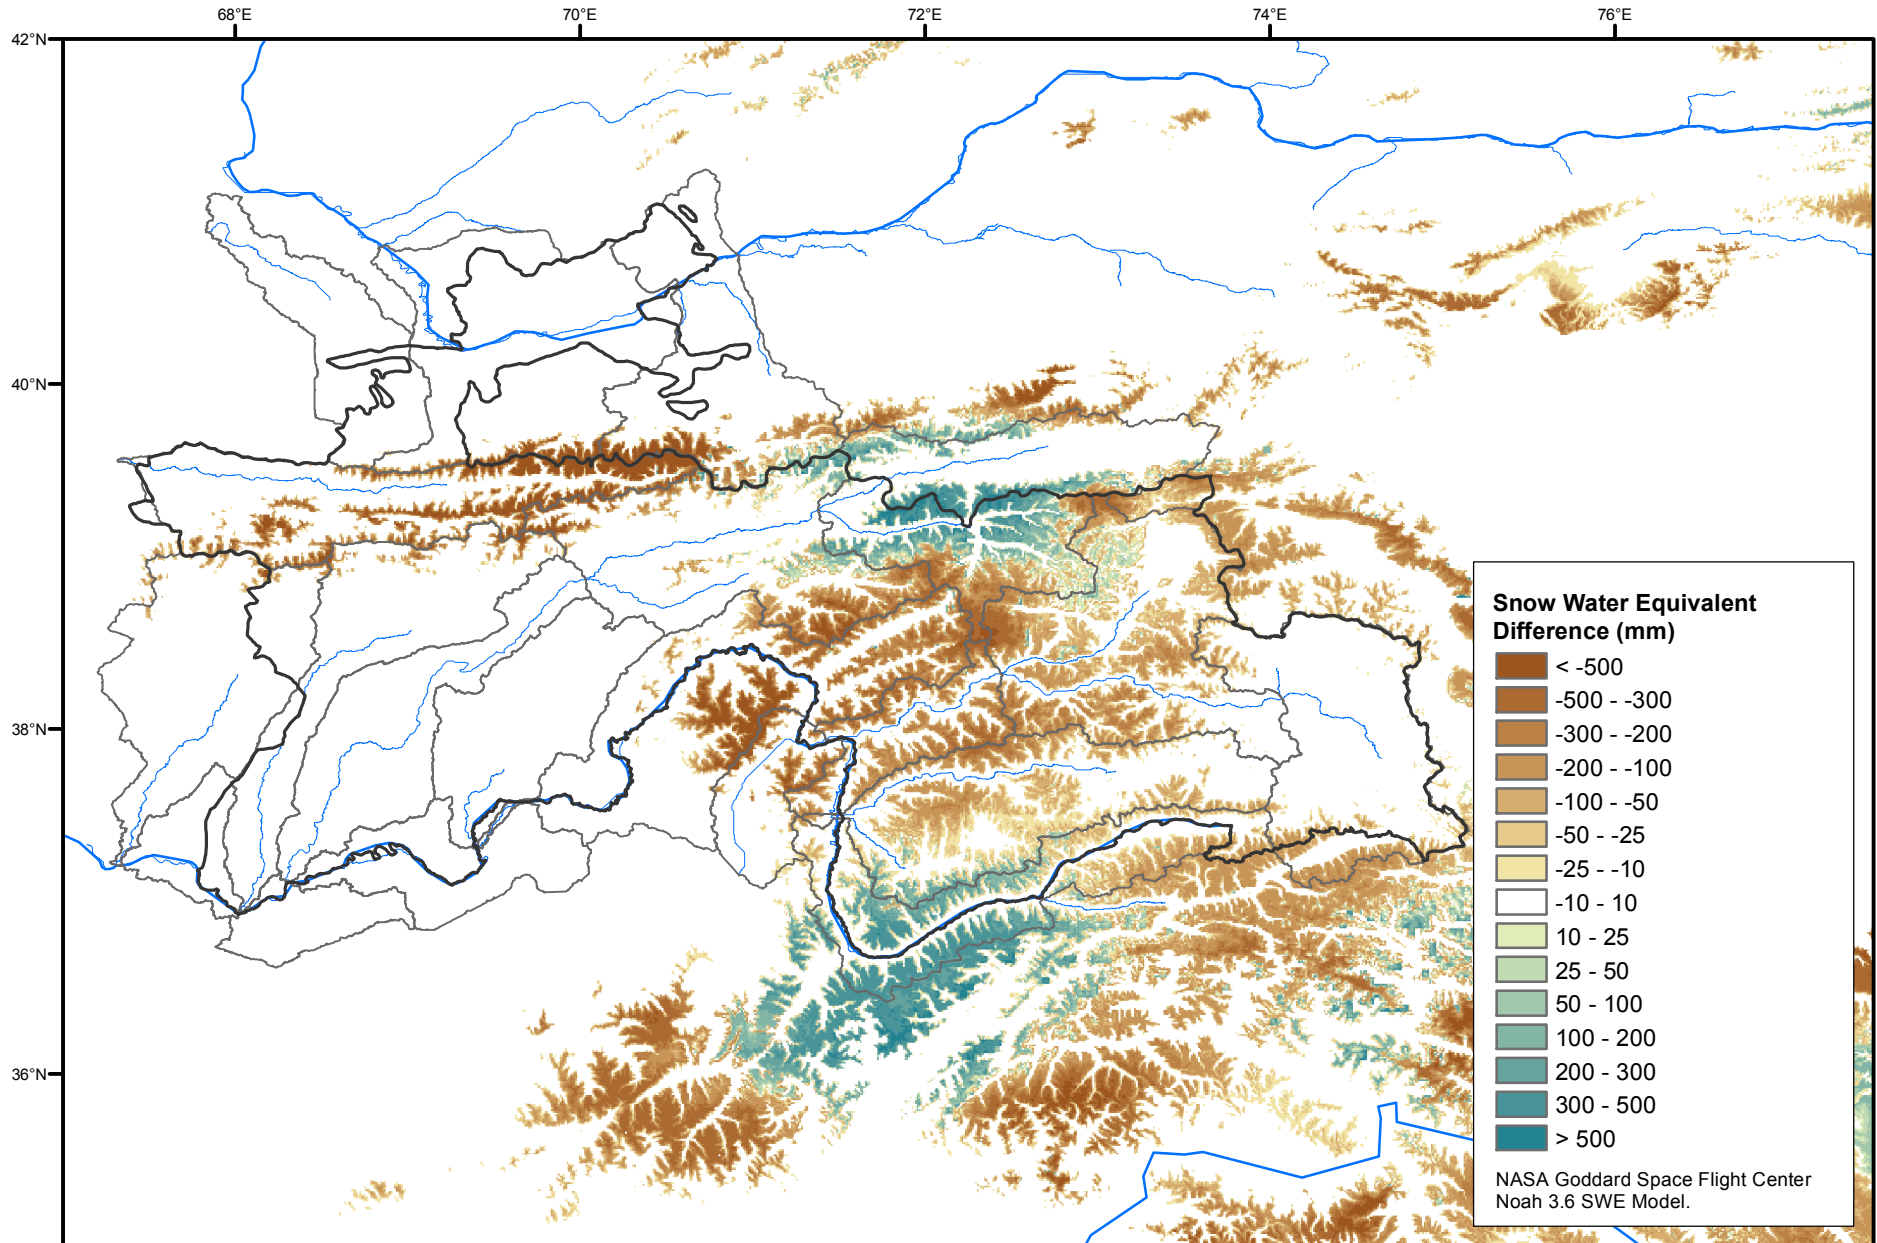 68°E 70°E 72°E 74°E 76°E
42°N
40°N
38°N
36°N
Snow Water Equivalent
Difference (mm)
< -500
-500 - -300
-300 - -200
-200 - -100
-100 - -50
-50 - -25
-25 - -10
-10 - 10
10 - 25
25 - 50
50 - 100
100 - 200
200 - 300
300 - 500
> 500
NASA Goddard Space Flight Center
Noah 3.6 SWE Model.